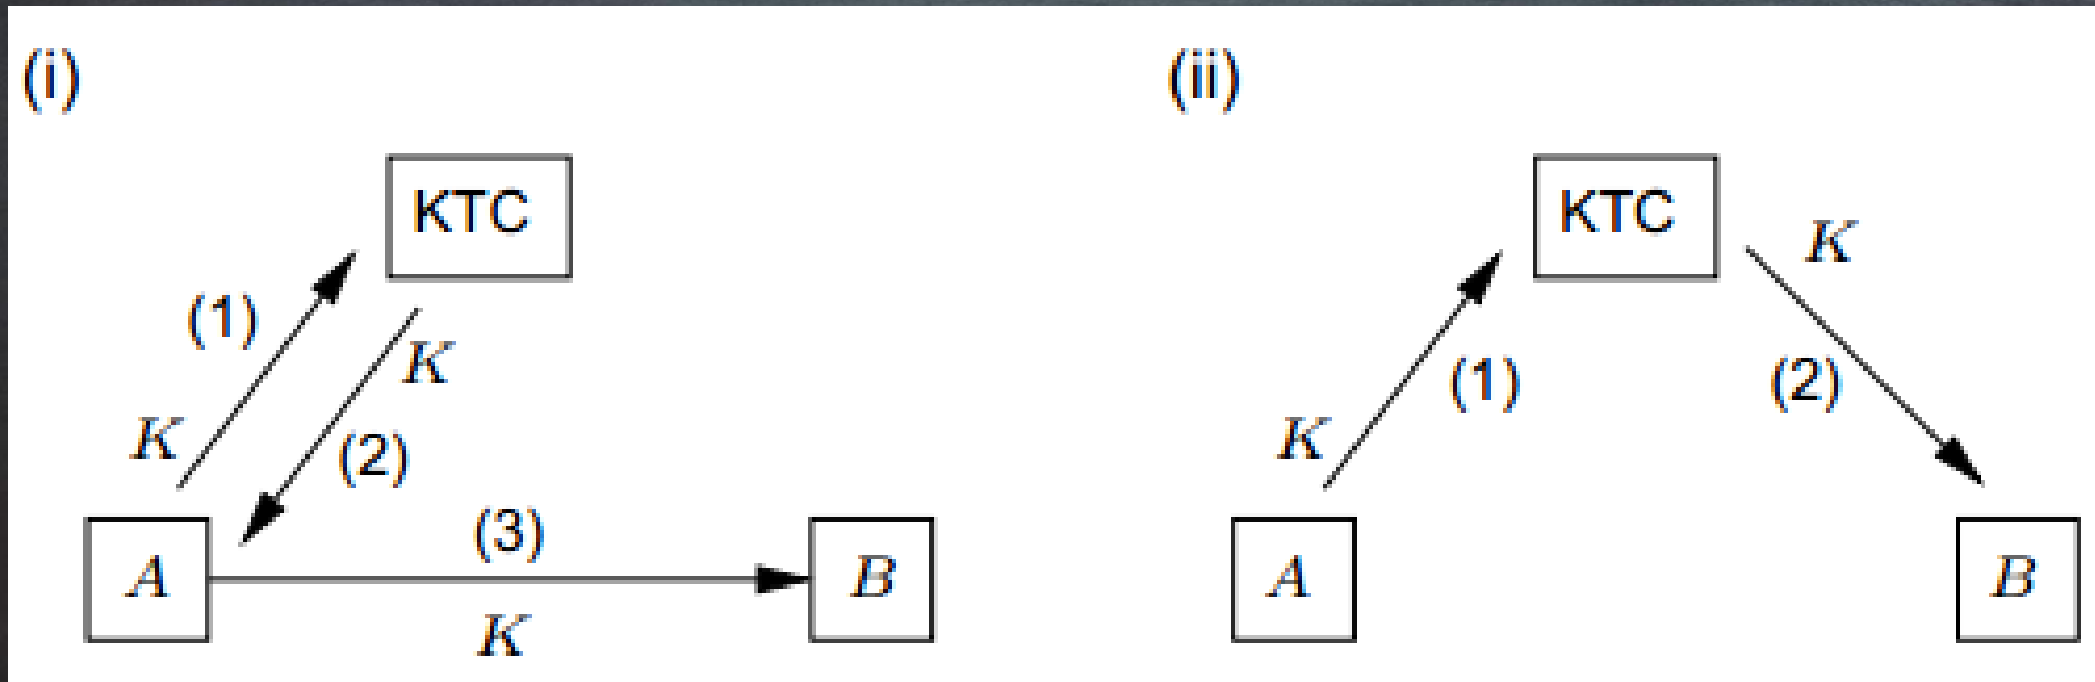 (i)
KTC
(1)
K
K
(2)
(3)
A
B
K
(ii)
KTC
K
(1)
(2)
K
A
B